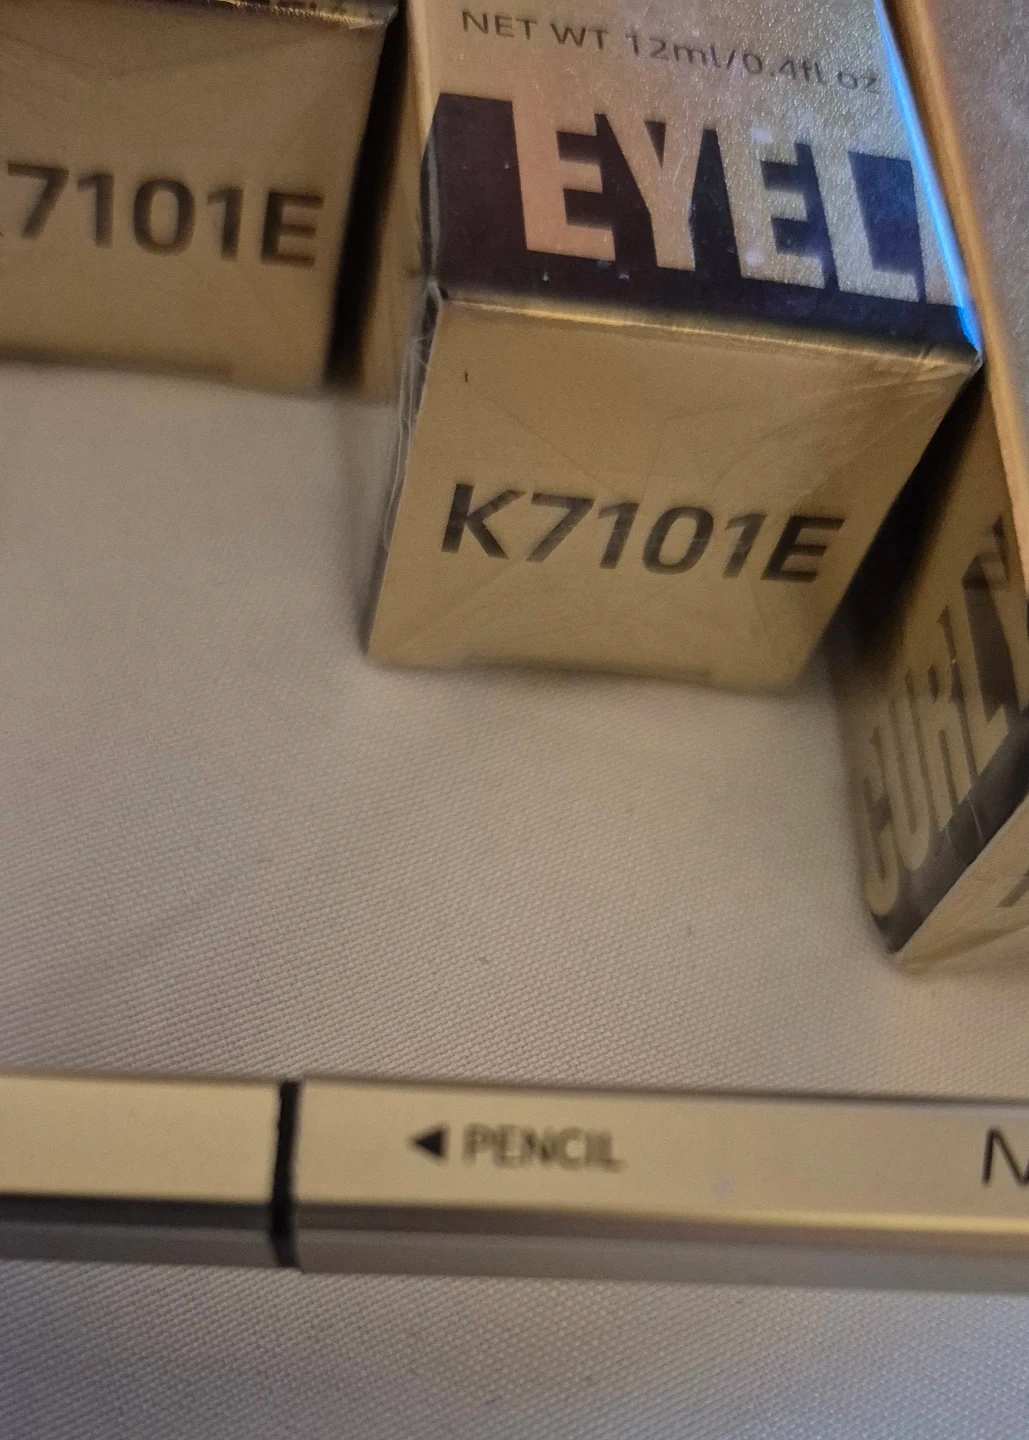 NET WT 12ml/0.4fl oz
EYEL
7101E
K7101E
CURL
◀ PENCIL